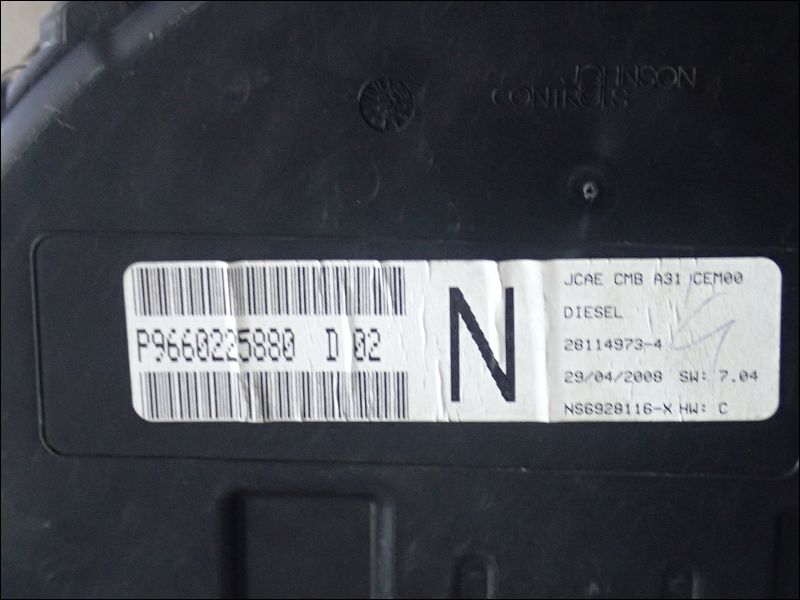 JOHNSON
CONTROLS
P9660225880 D 02
N
JCAE CMB A31 CEM00
DIESEL
28114973-4
29/04/2008 SW: 7.04
NS6928116-X HW: C